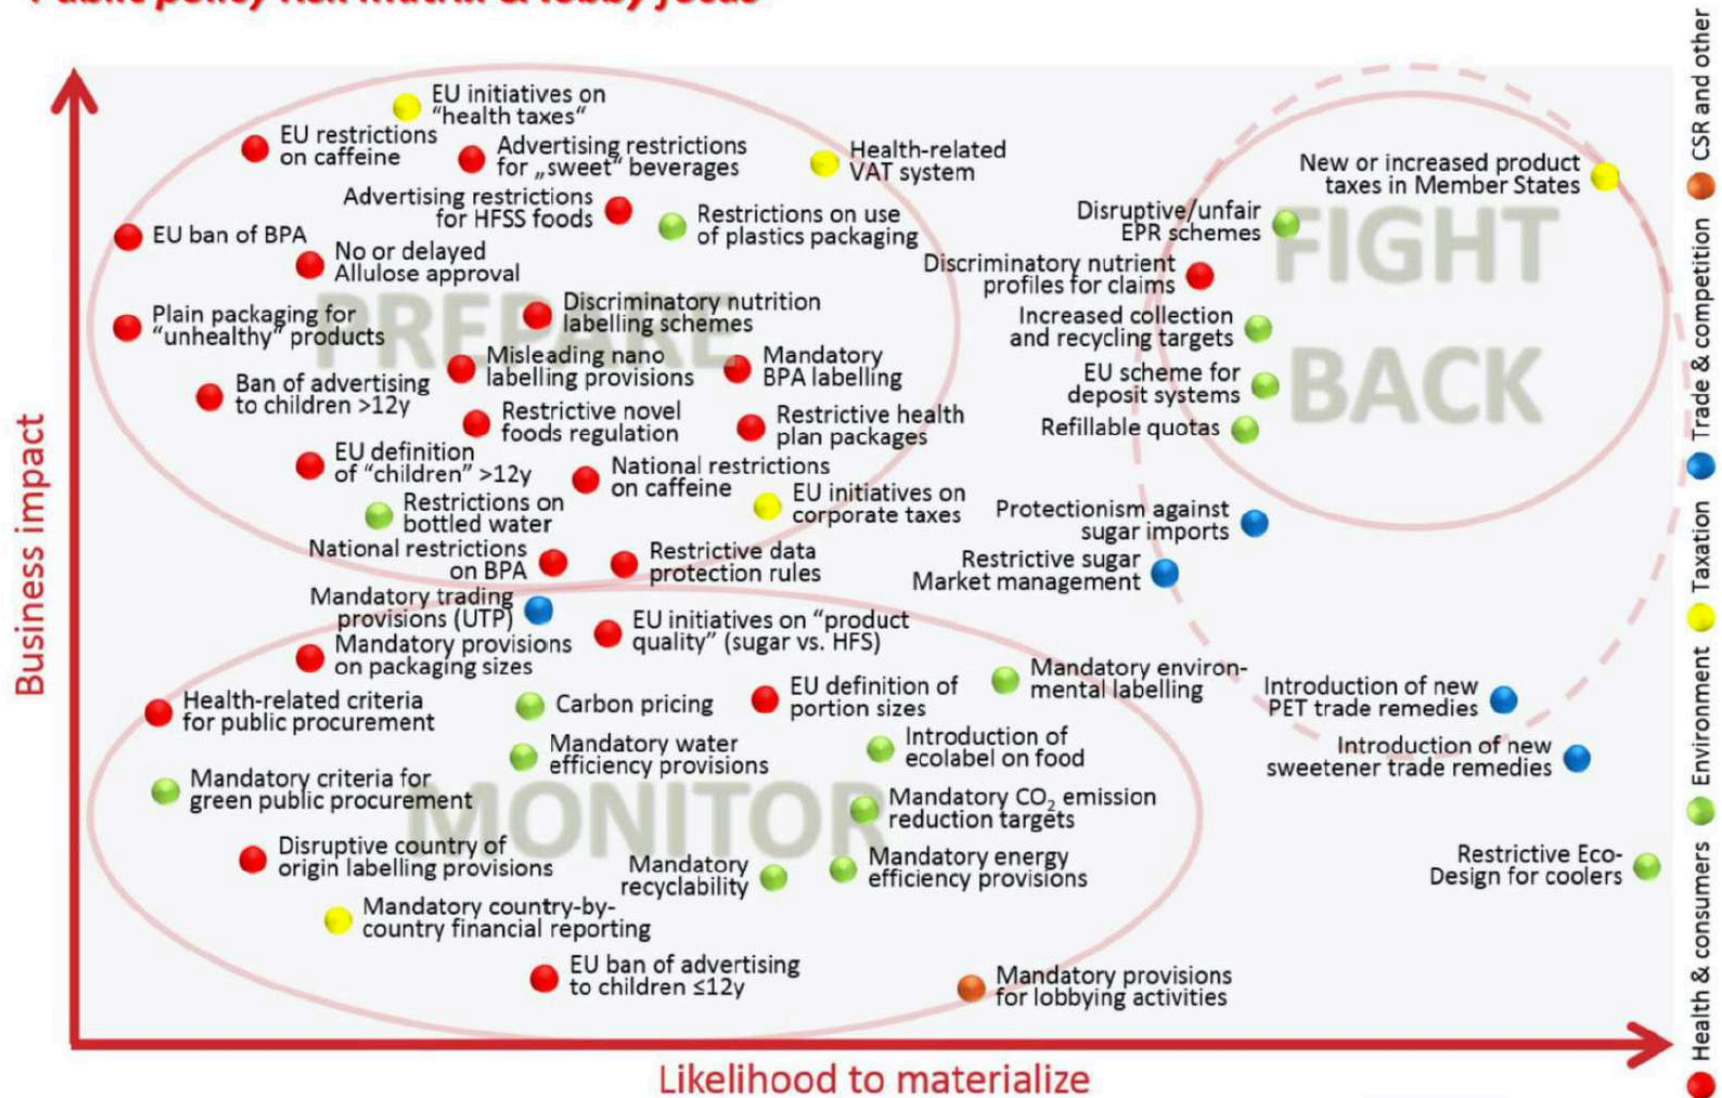 Public policy risk matrix & lobby focus
EU initiatives on
“health taxes“
EU restrictions
on caffeine
Advertising restrictions
for „sweet“ beverages
Health-related
VAT system
New or increased product
taxes in Member States
Advertising restrictions
for HFSS foods
Restrictions on use
of plastics packaging
Disruptive/unfair
EPR schemes
EU ban of BPA
No or delayed
Allulose approval
Discriminatory nutrient
profiles for claims
FIGHT
BACK
Plain packaging for
“unhealthy” products
PREPARE
Discriminatory nutrition
labelling schemes
Increased collection
and recycling targets
Misleading nano
labelling provisions
Mandatory
BPA labelling
EU scheme for
deposit systems
Ban of advertising
to children >12y
Restrictive novel
foods regulation
Restrictive health
plan packages
Refillable quotas
EU definition
of “children” >12y
National restrictions
on caffeine
Restrictions on
bottled water
EU initiatives on
corporate taxes
Protectionism against
sugar imports
National restrictions
on BPA
Restrictive data
protection rules
Restrictive sugar
Market management
Mandatory trading
provisions (UTP)
EU initiatives on “product
quality” (sugar vs. HFS)
Mandatory provisions
on packaging sizes
Mandatory environ-
mental labelling
Health-related criteria
for public procurement
Carbon pricing
EU definition of
portion sizes
Introduction of new
PET trade remedies
Mandatory water
efficiency provisions
Introduction of
ecolabel on food
Introduction of new
sweetener trade remedies
Mandatory criteria for
green public procurement
MONITOR
Mandatory CO₂ emission
reduction targets
Disruptive country of
origin labelling provisions
Mandatory
recyclability
Mandatory energy
efficiency provisions
Restrictive Eco-
Design for coolers
Mandatory country-by-
country financial reporting
EU ban of advertising
to children ≤12y
Mandatory provisions
for lobbying activities
Business impact
Likelihood to materialize
Health & consumers
Environment
Taxation
Trade & competition
CSR and other